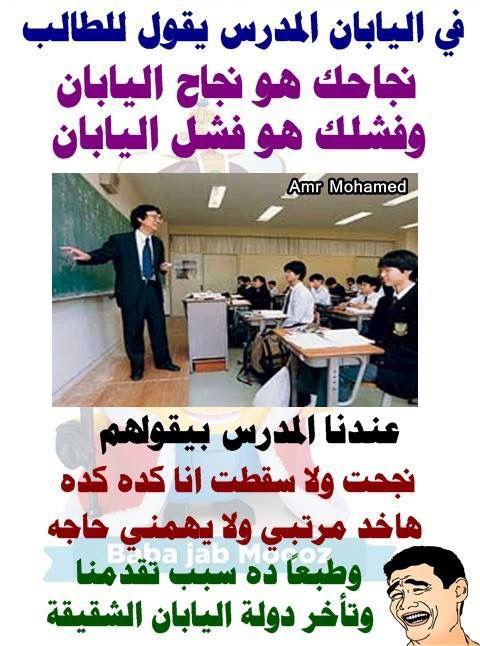 في اليابان المدرس يقول للطالب
نجاحك هو نجاح اليابان
وفشلك هو فشل اليابان
Amr Mohamed
عندنا المدرس بيقولهم
نجحت ولا سقطت انا كده كده
هاخد مرتبي ولا يهمني حاجه
Baba jab Mooz
وطبعاً ده سبب تقدمنا
وتأخر دولة اليابان الشقيقة